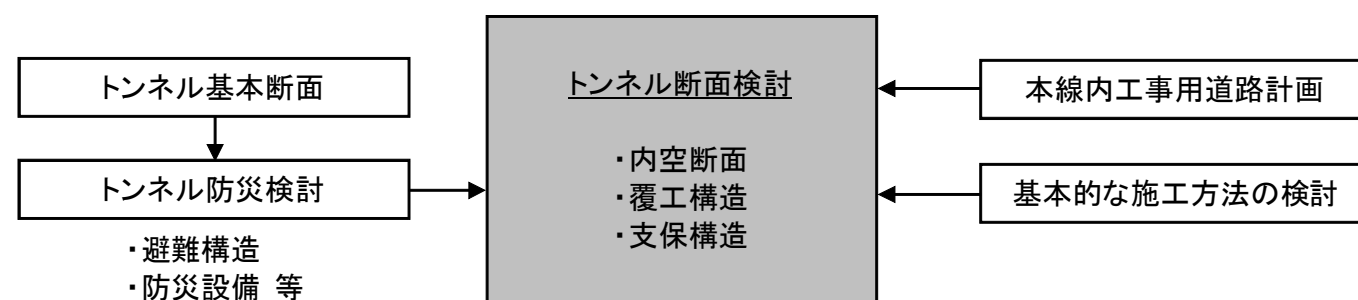 トンネル基本断面
トンネル防災検討
・避難構造
・防災設備 等
トンネル断面検討
・内空断面
・覆工構造
・支保構造
本線内工事用道路計画
基本的な施工方法の検討